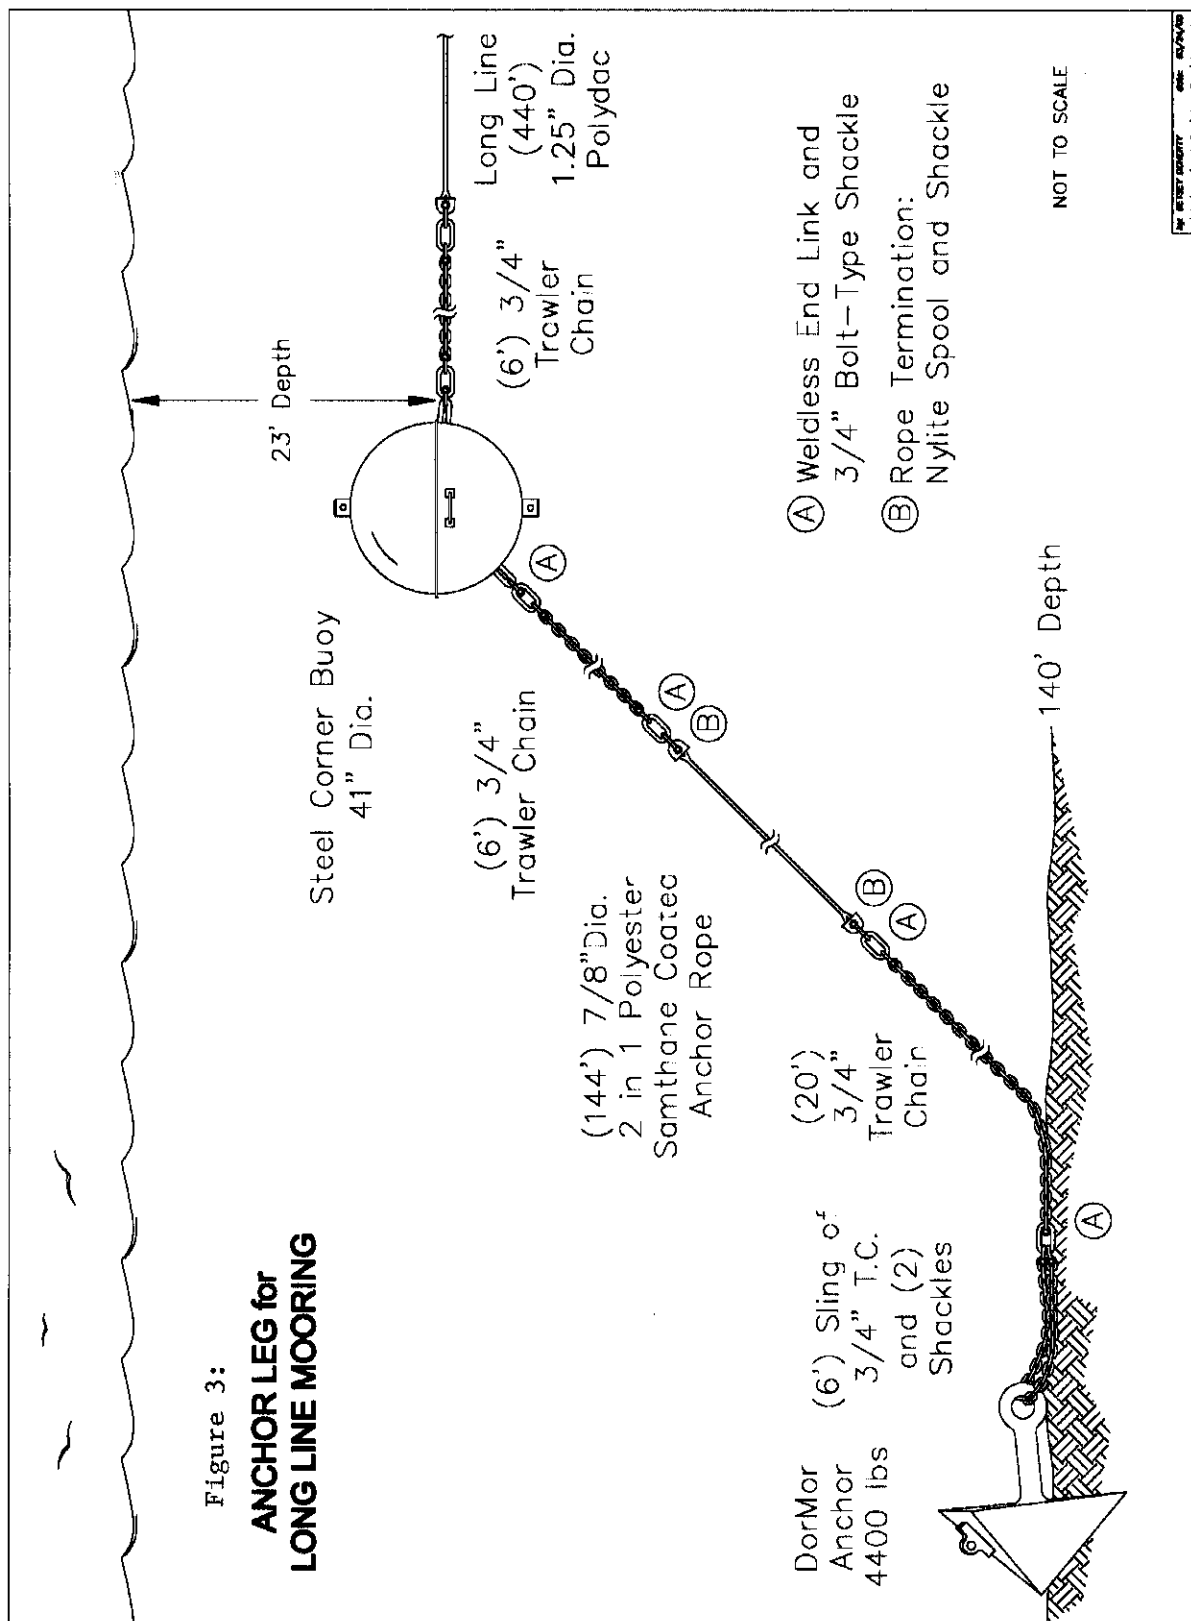 Figure 3:
ANCHOR LEG for
LONG LINE MOORING
Steel Corner Buoy
41" Dia.
23' Depth
Long Line
(440')
1.25" Dia.
Polydac
(6') 3/4"
Trawler
Chain
(6') 3/4"
Trawler Chain
A
A
B
(144') 7/8"Dia.
2 in 1 Polyester
Samthane Coated
Anchor Rope
B
A
(20')
3/4"
Trawler
Chain
(6') Sling of
3/4" T.C.
and (2)
Shackles
A
DorMor
Anchor
4400 lbs
140' Depth
A Weldless End Link and
3/4" Bolt-Type Shackle
B Rope Termination:
Nylite Spool and Shackle
NOT TO SCALE